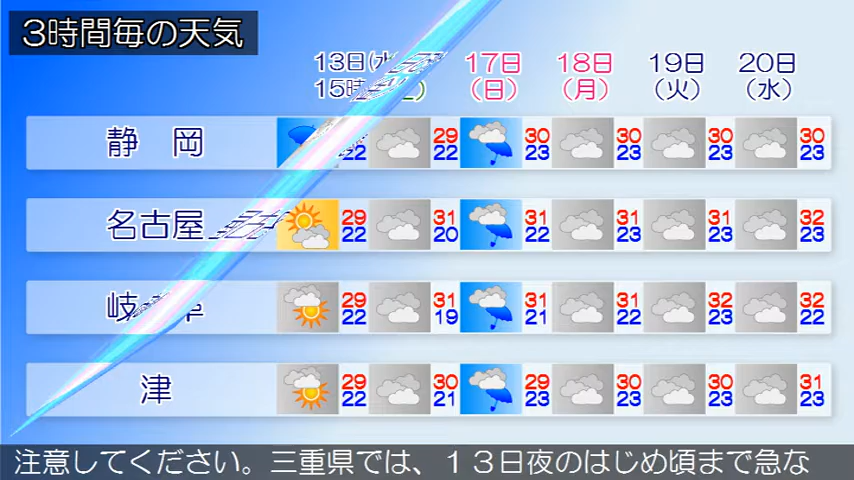 3時間毎の天気
13日(水 17日 18日 19日 20日
15時 (日) (月) (火) (水)
静岡 22 29 22 30 23 30 23 30 23 30 23
名古屋 29 22 31 20 31 22 31 23 31 23 32 23
岐 29 22 31 19 31 21 31 22 32 23 32 22
津 29 22 30 21 29 23 30 23 30 23 31 23
注意してください。三重県では、１３日夜のはじめ頃まで急な